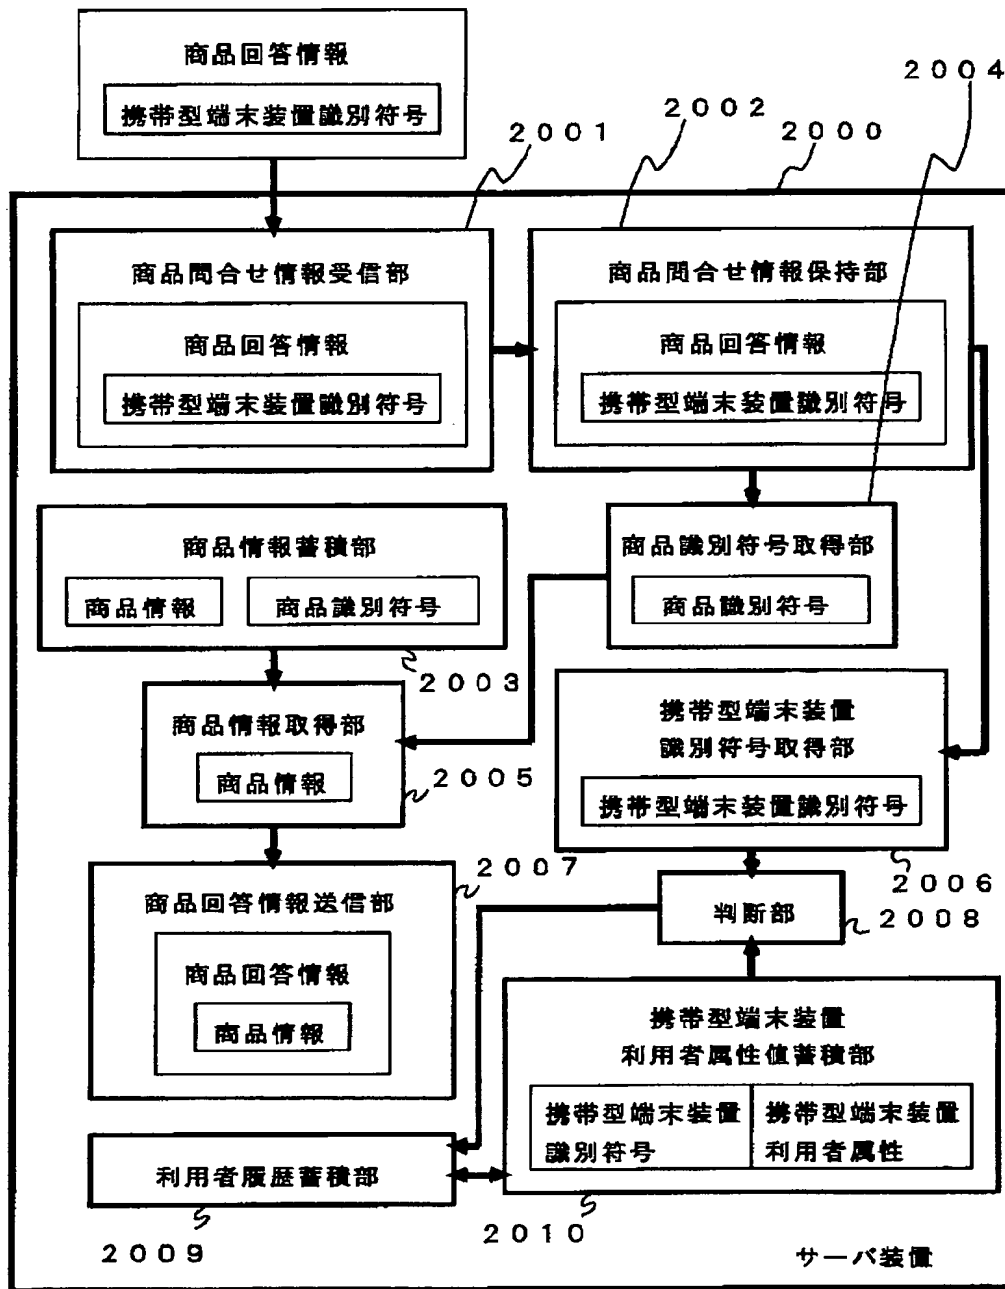 商品回答情報
携帯型端末装置識別符号
2004
2001
2002
2000
商品問合せ情報受信部
商品回答情報
携帯型端末装置識別符号
商品問合せ情報保持部
商品回答情報
携帯型端末装置識別符号
商品情報蓄積部
商品情報
商品識別符号
2003
商品識別符号取得部
商品識別符号
商品情報取得部
商品情報
2005
携帯型端末装置
識別符号取得部
携帯型端末装置識別符号
2006
商品回答情報送信部
商品回答情報
商品情報
2007
判断部
2008
携帯型端末装置
利用者属性値蓄積部
携帯型端末装置
識別符号
携帯型端末装置
利用者属性
2010
利用者履歴蓄積部
2009
サーバ装置